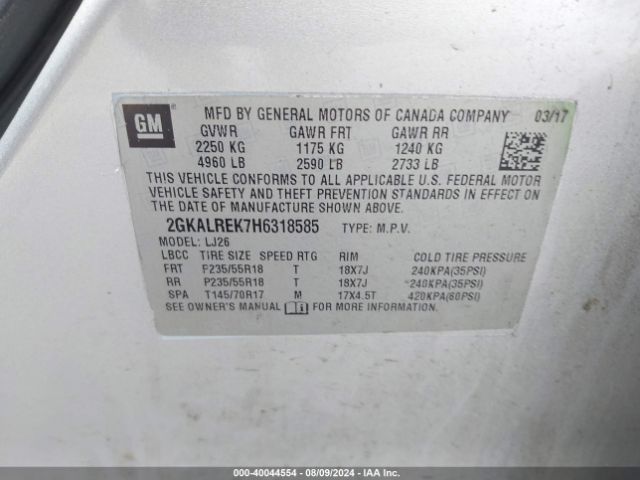 GM
MFD BY GENERAL MOTORS OF CANADA COMPANY 03/17
GVWR GAWR FRT GAWR RR
2250 KG 1175 KG 1240 KG
4960 LB 2590 LB 2733 LB
THIS VEHICLE CONFORMS TO ALL APPLICABLE U.S. FEDERAL MOTOR
VEHICLE SAFETY AND THEFT PREVENTION STANDARDS IN EFFECT ON
THE DATE OF MANUFACTURE SHOWN ABOVE.
2GKALREK7H6318585 TYPE: M.P.V.
MODEL: LJ26
LBCC TIRE SIZE SPEED RTG RIM COLD TIRE PRESSURE
FRT P235/55R18 T 18X7J 240KPA(35PSI)
RR P235/55R18 T 18X7J 240KPA(35PSI)
SPA T145/70R17 M 17X4.5T 420KPA(60PSI)
SEE OWNER'S MANUAL FOR MORE INFORMATION.
000-40044554 - 08/09/2024 - IAA Inc.